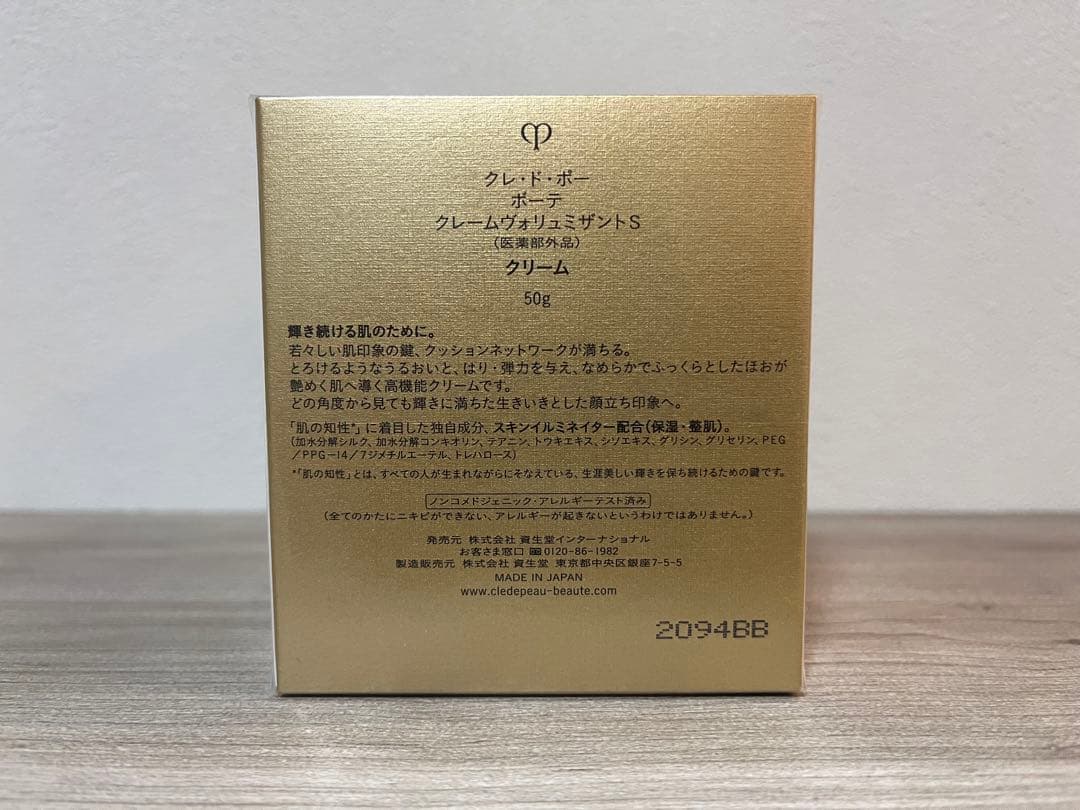 クレ・ド・ポー
ボーテ
クレームヴォリュミザントS
（医薬部外品）
クリーム
50g
輝き続ける肌のために。
若々しい肌印象の鍵、クッションネットワークが満ちる。
とろけるようなうるおいと、はり・弾力を与え、なめらかでふっくらとしたほおが
艶めく肌へ導く高機能クリームです。
どの角度から見ても輝きに満ちた生きいきとした顔立ち印象へ。
「肌の知性*」に着目した独自成分、スキンイルミネイター配合（保湿・整肌）。
（加水分解シルク、加水分解コンキオリン、テアニン、トウキエキス、シソエキス、グリシン、グリセリン、PEG
／PPG-14／7ジメチルエーテル、トレハロース）
*「肌の知性」とは、すべての人が生まれながらにそなえている、生涯美しい輝きを保ち続けるための鍵です。
ノンコメドジェニック・アレルギーテスト済み
（全てのかたにニキビができない、アレルギーが起きないというわけではありません。）
発売元 株式会社 資生堂インターナショナル
お客さま窓口 0120-86-1982
製造販売元 株式会社 資生堂 東京都中央区銀座7-5-5
MADE IN JAPAN
www.cledepeau-beaute.com
2094BB